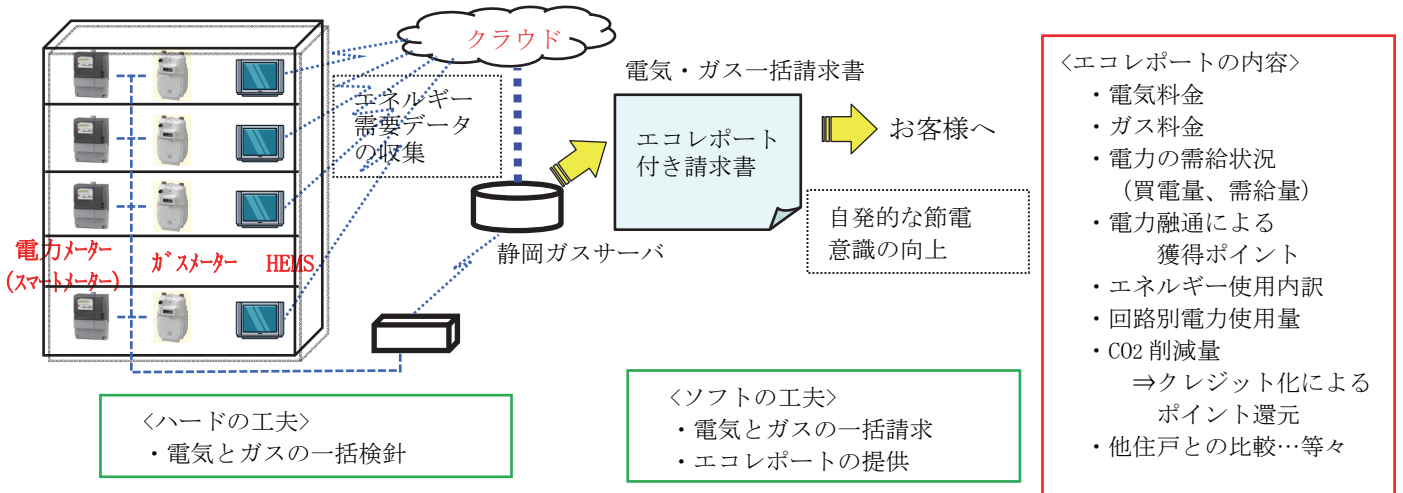 クラウド
エネルギー
需要データ
の収集
電力メーター
(スマートメーター)
ガスメーター
HEMS
静岡ガスサーバ
電気・ガス一括請求書
エコレポート
付き請求書
お客様へ
自発的な節電
意識の向上
<ハードの工夫>
・電気とガスの一括検針
<ソフトの工夫>
・電気とガスの一括請求
・エコレポートの提供
<エコレポートの内容>
・電気料金
・ガス料金
・電力の需給状況
(買電量、需給量)
・電力融通による
獲得ポイント
・エネルギー使用内訳
・回路別電力使用量
・CO2 削減量
⇒クレジット化による
ポイント還元
・他住戸との比較…等々